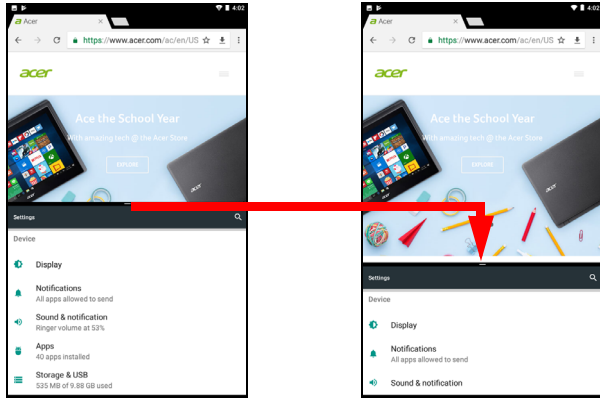 4:02
Acer
https://www.acer.com/ac/en/US
acer
Ace the School Year
With amazing tech @ the Acer Store
EXPLORE
acer
Settings
Device
Display
Notifications
All apps allowed to send
Sound & notification
Ringer volume at 53%
Apps
40 apps installed
Storage & USB
535 MB of 9.88 GB used
4:02
Acer
https://www.acer.com/ac/en/US
acer
Ace the School Year
With amazing tech @ the Acer Store
EXPLORE
acer
Settings
Device
Display
Notifications
All apps allowed to send
Sound & notification